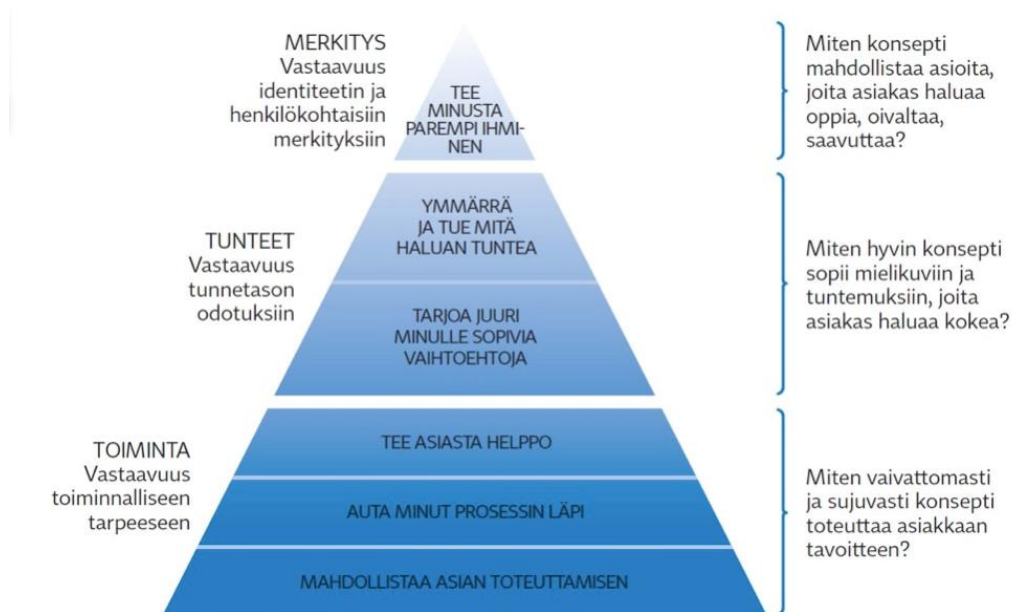 MERKITYS
Vastaavuus
identiteetin ja
henkilökohtaisiin
merkityksiin
TEE
MINUSTA
PAREMPI IHMI-
NEN
Miten konsepti
mahdollistaa asioita,
joita asiakas haluaa
oppia, oivaltaa,
saavuttaa?
TUNTEET
Vastaavuus
tunnetason
odotuksiin
YMMÄRRÄ
JA TUE MITÄ
HALUAN TUNTEA
TARJOA JUURI
MINULLE SOPIVIA
VAIHTOEHTOJA
Miten hyvin konsepti
sopii mielikuviin ja
tuntemuksiin, joita
asiakas haluaa kokea?
TOIMINTA
Vastaavuus
toiminnalliseen
tarpeeseen
TEE ASIASTA HELPPO
AUTA MINUT PROSESSIN LÄPI
MAHDOLLISTAA ASIAN TOTEUTTAMISEN
Miten vaivattomasti
ja sujuvasti konsepti
toteuttaa asiakkaan
tavoitteen?